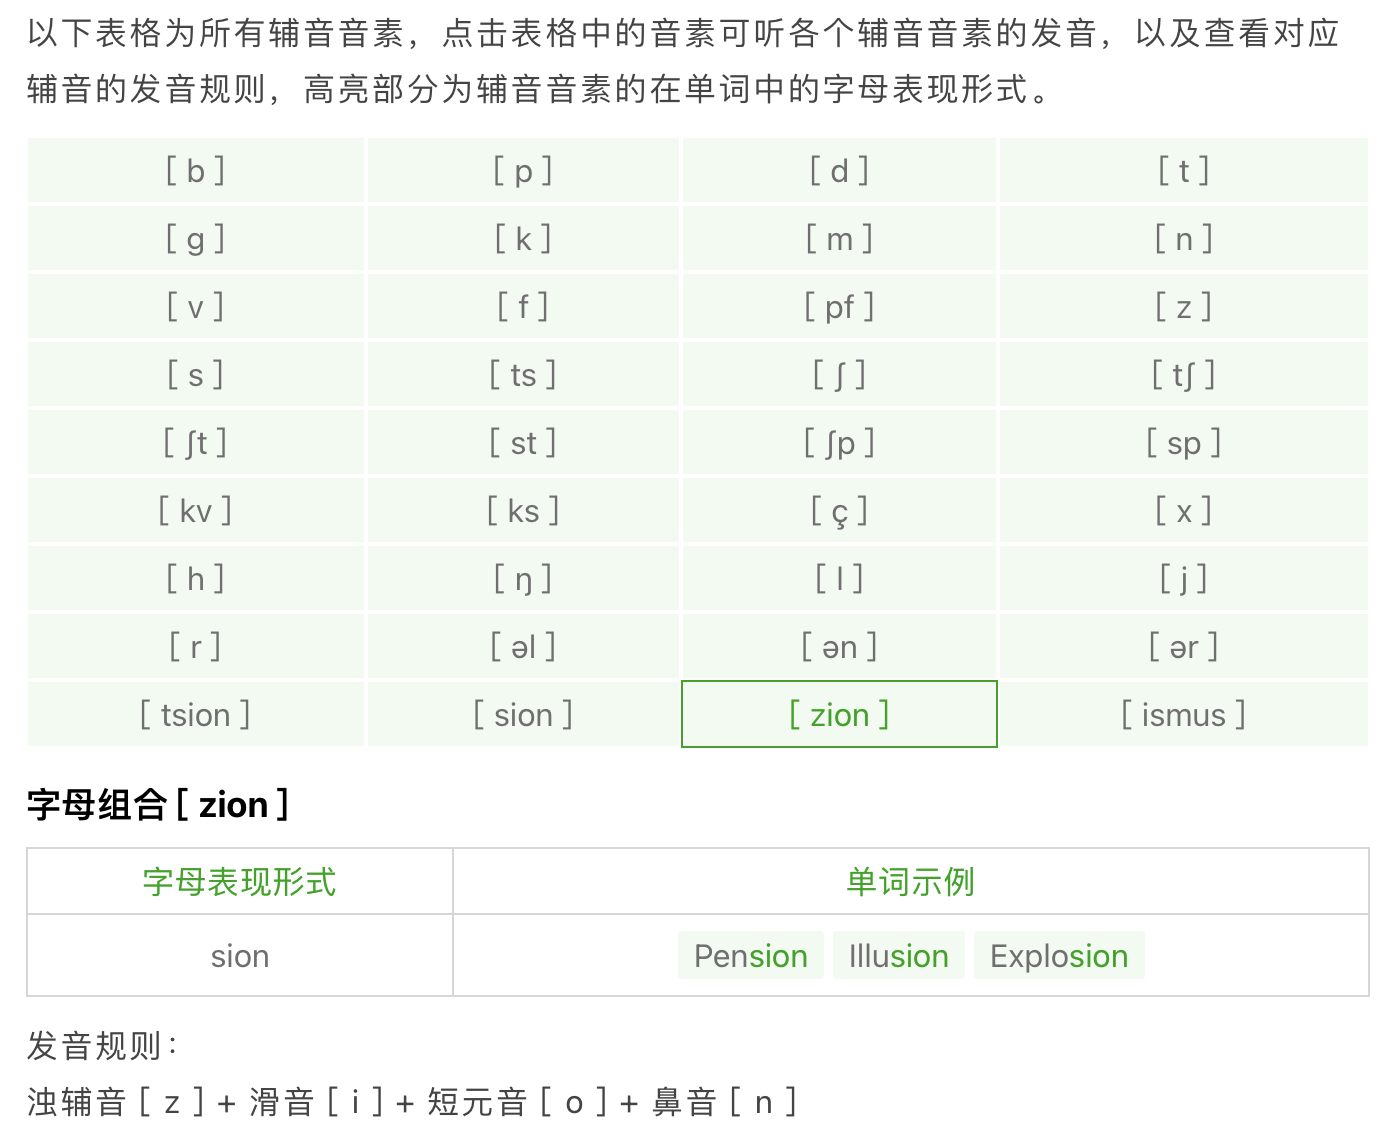 以下表格为所有辅音音素，点击表格中的音素可听各个辅音音素的发音，以及查看对应
辅音的发音规则，高亮部分为辅音音素的在单词中的字母表现形式。
[ b ] [ p ] [ d ] [ t ]
[ g ] [ k ] [ m ] [ n ]
[ v ] [ f ] [ pf ] [ z ]
[ s ] [ ts ] [ ʃ ] [ tʃ ]
[ ʃt ] [ st ] [ ʃp ] [ sp ]
[ kv ] [ ks ] [ ç ] [ x ]
[ h ] [ ŋ ] [ l ] [ j ]
[ r ] [ əl ] [ ən ] [ ər ]
[ tsion ] [ sion ] [ zion ] [ ismus ]
字母组合 [ zion ]
字母表现形式 单词示例
sion Pension Illusion Explosion
发音规则：
浊辅音 [ z ] + 滑音 [ i ] + 短元音 [ o ] + 鼻音 [ n ]